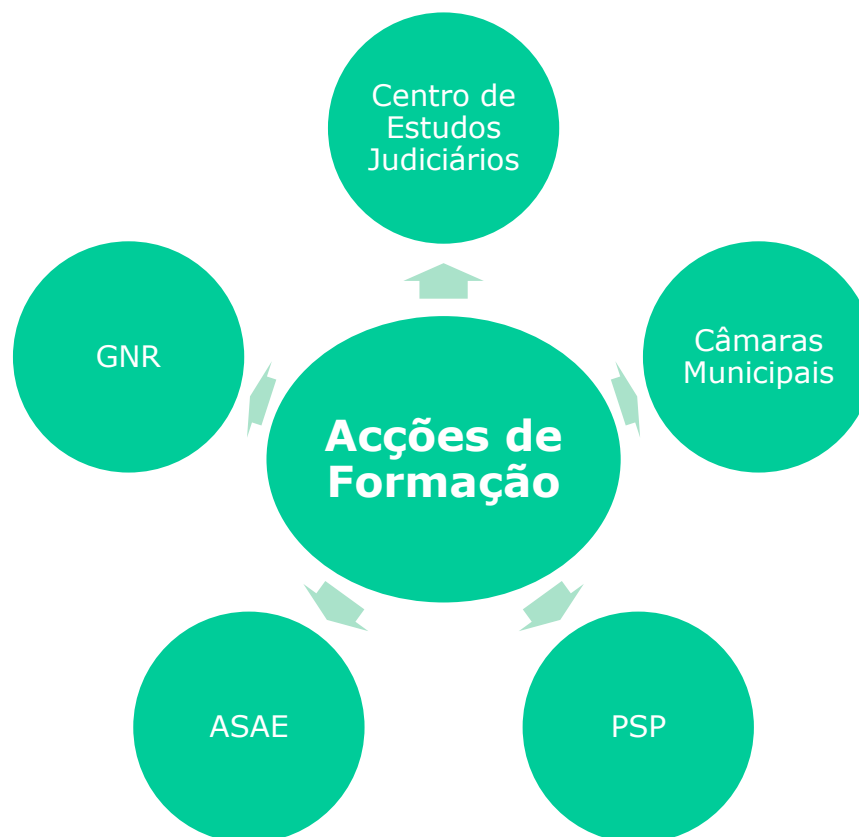 Centro de
Estudos
Judiciários
GNR
Câmaras
Municipais
Acções de
Formação
ASAE
PSP